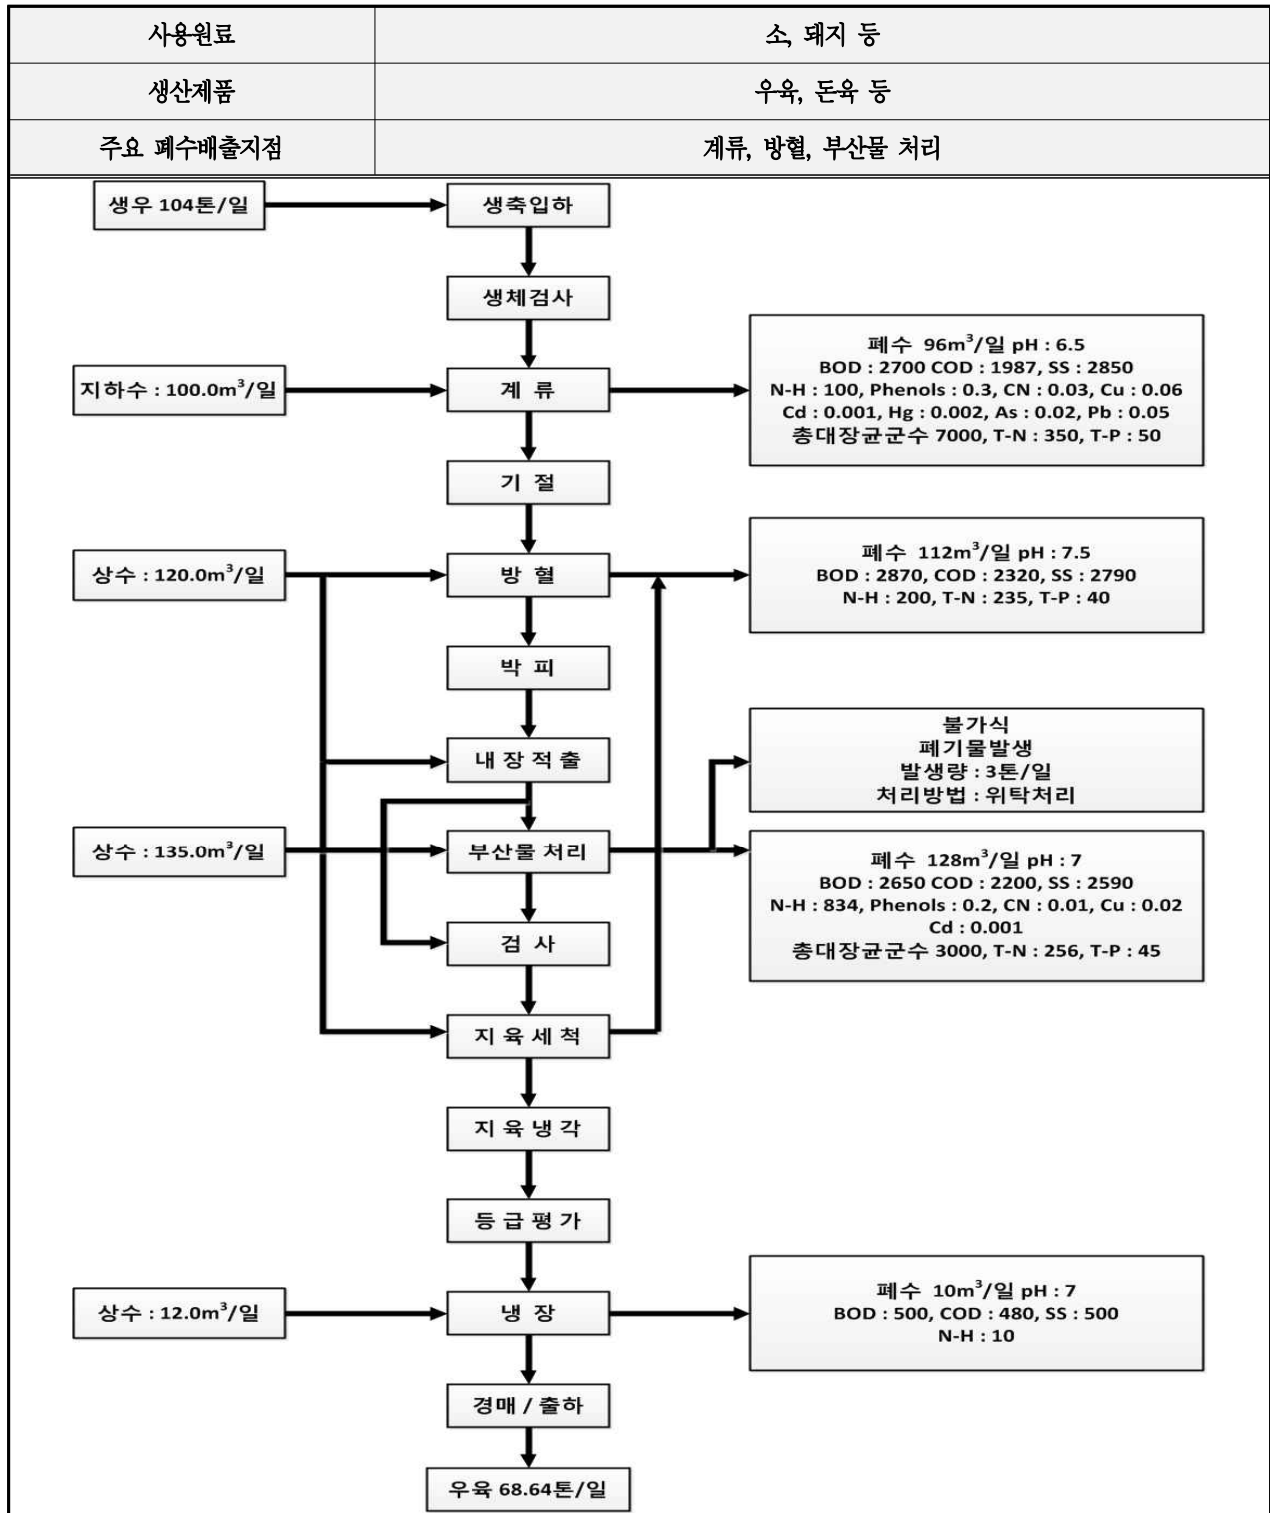 사용원료 소, 돼지 등
생산제품 우육, 돈육 등
주요 폐수배출지점 계류, 방혈, 부산물 처리
생우 104톤/일
생축입하
생체검사
지하수 : 100.0m³/일
계 류
폐수 96m³/일 pH : 6.5
BOD : 2700 COD : 1987, SS : 2850
N-H : 100, Phenols : 0.3, CN : 0.03, Cu : 0.06
Cd : 0.001, Hg : 0.002, As : 0.02, Pb : 0.05
총대장균군수 7000, T-N : 350, T-P : 50
기 절
상수 : 120.0m³/일
방 혈
폐수 112m³/일 pH : 7.5
BOD : 2870, COD : 2320, SS : 2790
N-H : 200, T-N : 235, T-P : 40
박 피
내 장 적 출
불가식
폐기물발생
발생량 : 3톤/일
처리방법 : 위탁처리
상수 : 135.0m³/일
부산물 처리
폐수 128m³/일 pH : 7
BOD : 2650 COD : 2200, SS : 2590
N-H : 834, Phenols : 0.2, CN : 0.01, Cu : 0.02
Cd : 0.001
총대장균군수 3000, T-N : 256, T-P : 45
검 사
지 육 세 척
지 육 냉 각
등 급 평 가
상수 : 12.0m³/일
냉 장
폐수 10m³/일 pH : 7
BOD : 500, COD : 480, SS : 500
N-H : 10
경매 / 출하
우육 68.64톤/일